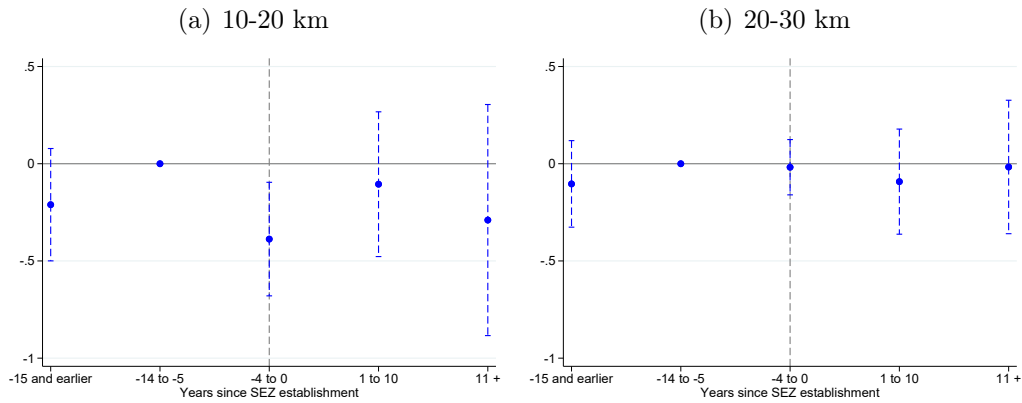 (a) 10-20 km
.5
0
-.5
-1
-15 and earlier -14 to -5 -4 to 0 1 to 10 11 +
Years since SEZ establishment
(b) 20-30 km
.5
0
-.5
-1
-15 and earlier -14 to -5 -4 to 0 1 to 10 11 +
Years since SEZ establishment